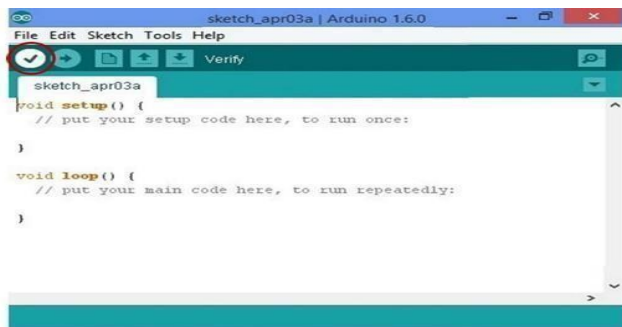 sketch_apr03a | Arduino 1.6.0
File Edit Sketch Tools Help
Verify
sketch_apr03a
void setup() {
// put your setup code here, to run once:
}
void loop() {
// put your main code here, to run repeatedly:
}